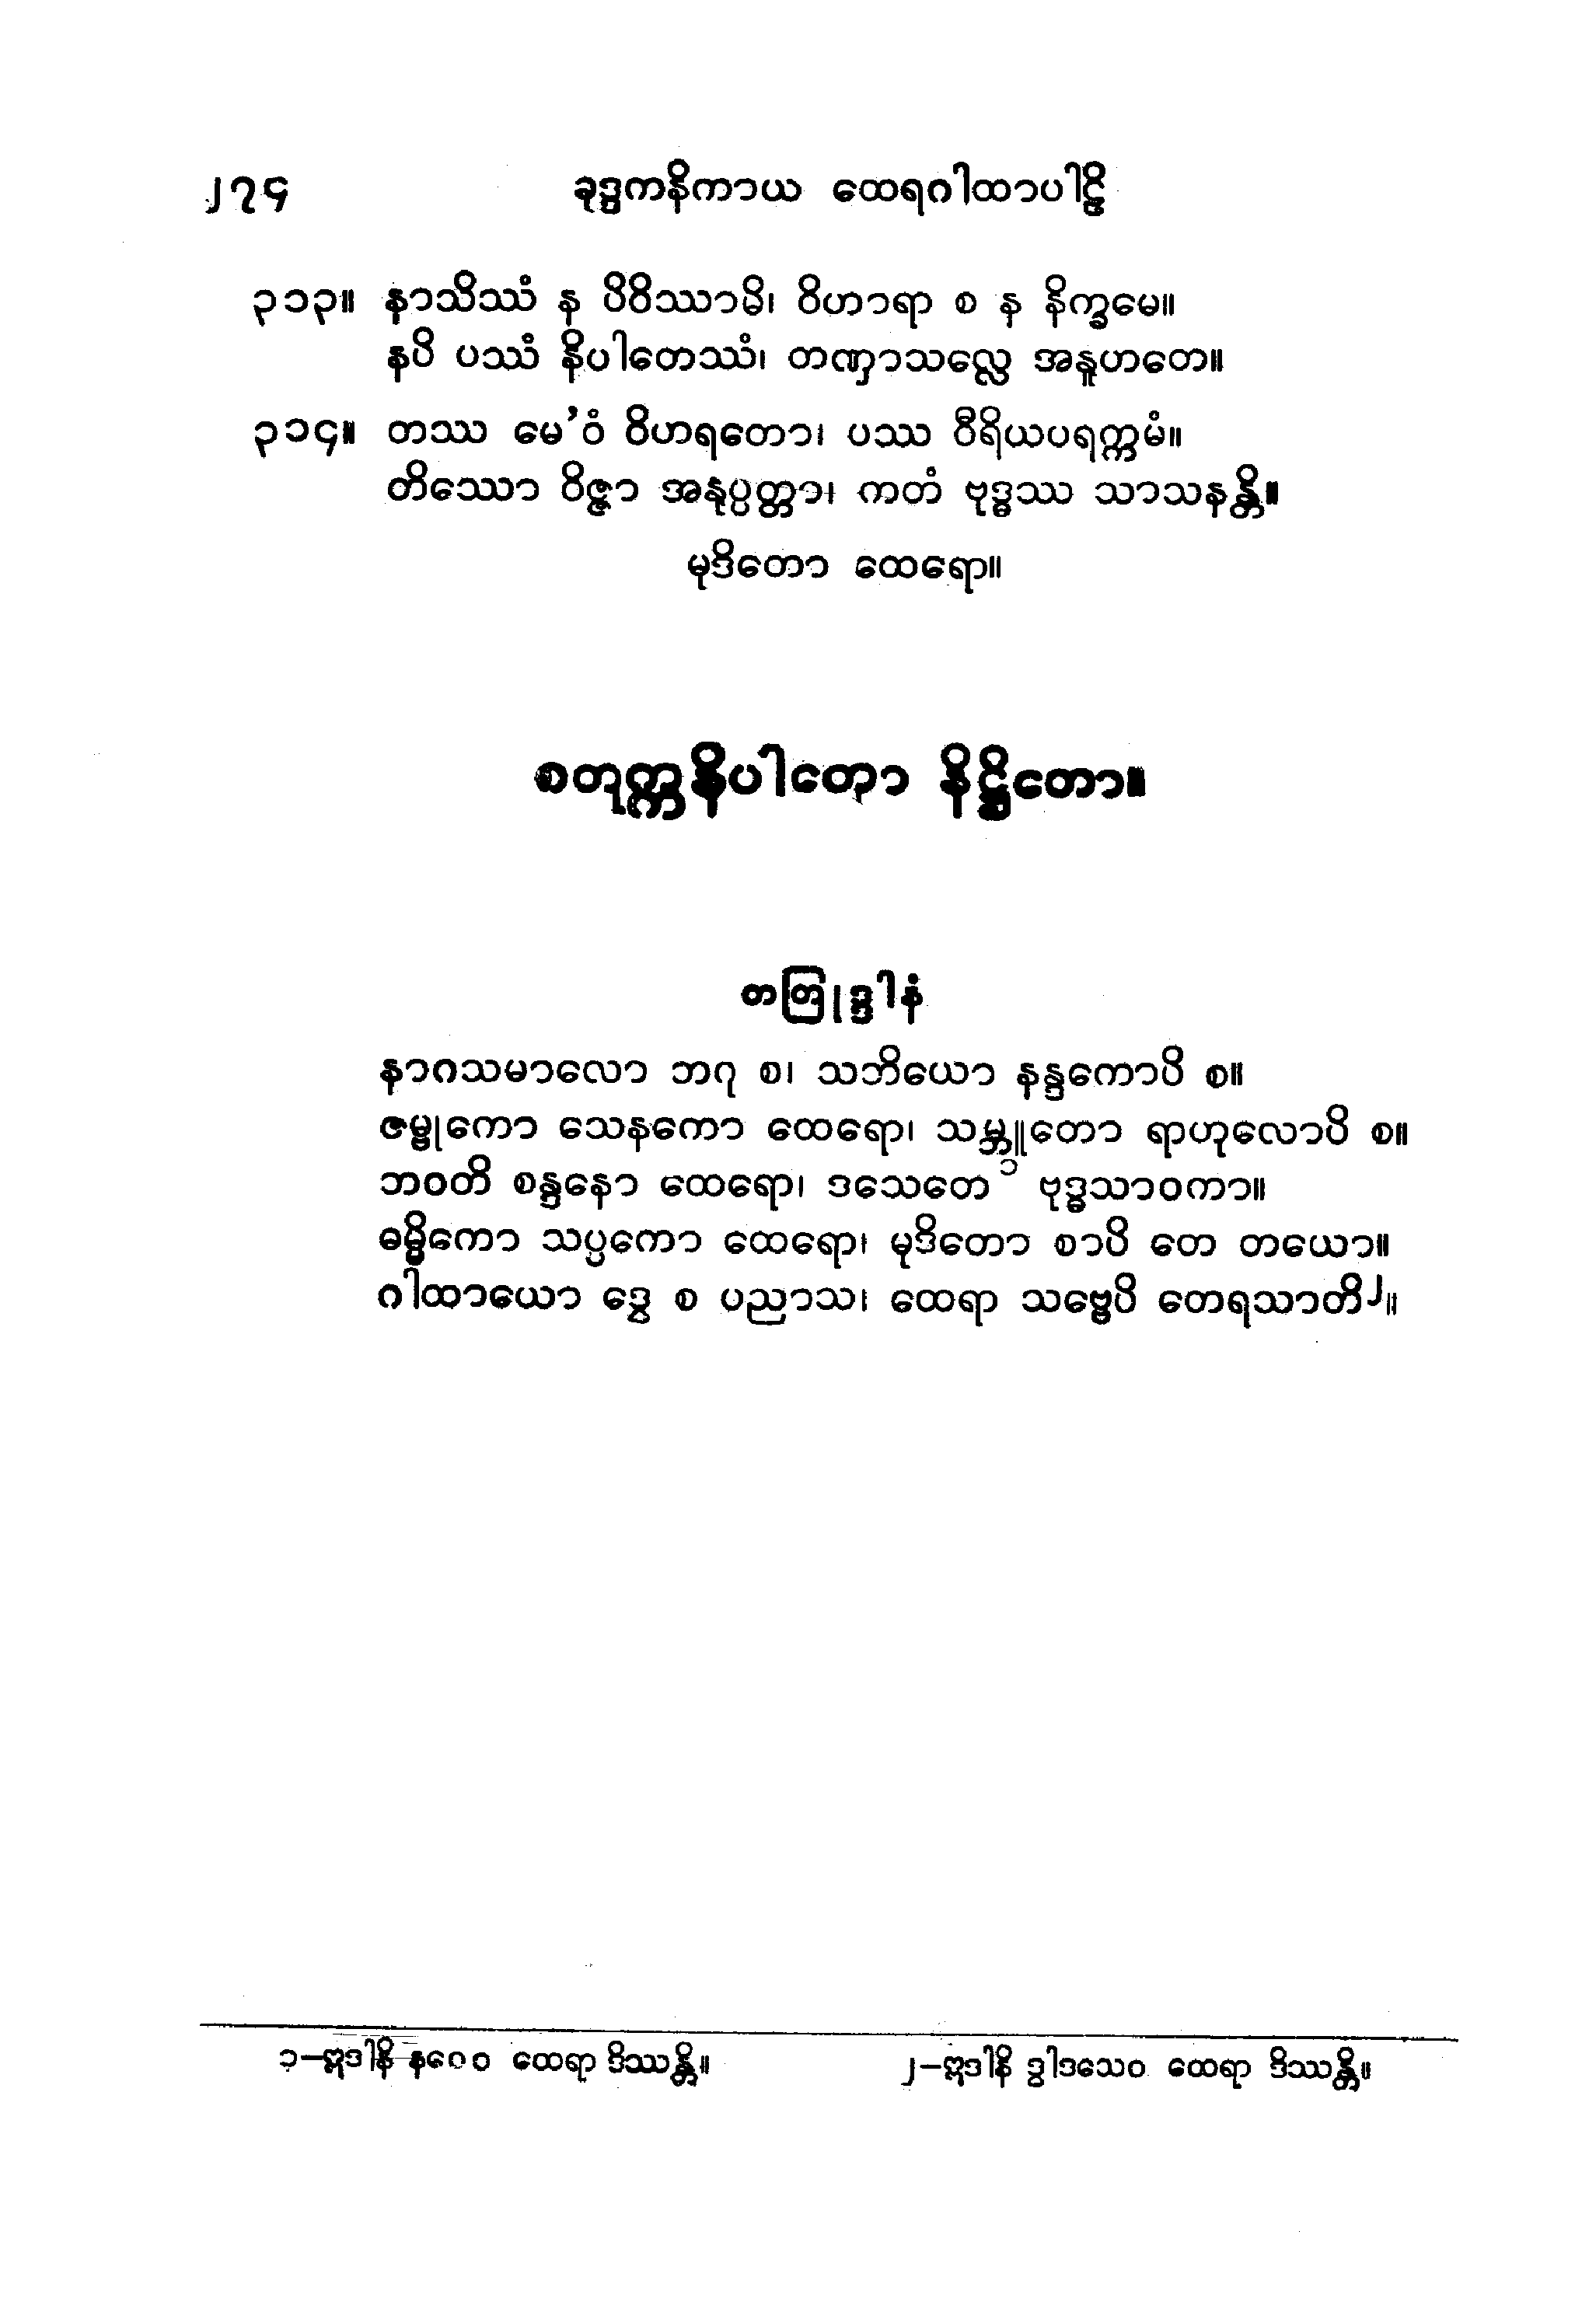 ၂၇၄ ခုဒ္ဒကနိကာယ ထေရဂါထာပါဠိ
၃၁၃။ နာသိဿံ န ပိဝိဿာမိ၊ ဝိဟာရာ စ န နိက္ခမေ။
နပိ ပဿံ နိပါတေဿံ၊ တဏှာသလ္လေ အနူဟတေ။
၃၁၄။ တဿ မေ’ဝံ ဝိဟရတော၊ ပဿ ဝီရိယပရက္ကမံ။
တိဿော ဝိဇ္ဇာ အနုပ္ပတ္တာ၊ ကတံ ဗုဒ္ဓဿ သာသနန္တိ။
မုဒိတော ထေရော။
စတုက္ကနိပါတော နိဋ္ဌိတော။
တတြုဒ္ဒါနံ
နာဂသမာလော ဘဂု စ၊ သဘိယော နန္ဒကောပိ စ။
ဇမ္ဗုကော သေနကော ထေရော၊ သမ္ဘူတော ရာဟုလောပိ စ။
ဘဝတိ စန္ဒနော ထေရော၊ ဒသေတေ ၁ ဗုဒ္ဓသာဝကာ။
ဓမ္မိကော သပ္ပကော ထေရော၊ မုဒိတော စာပိ တေ တယော။
ဂါထာယော ဒွေ စ ပညာသ၊ ထေရာ သဗ္ဗေပိ တေရသာတိ၂။
၁–ဣဒါနိ နဝေဝ ထေရာ ဒိဿန္တိ။ ၂–ဣဒါနိ ဒွါဒသေဝ ထေရာ ဒိဿန္တိ။